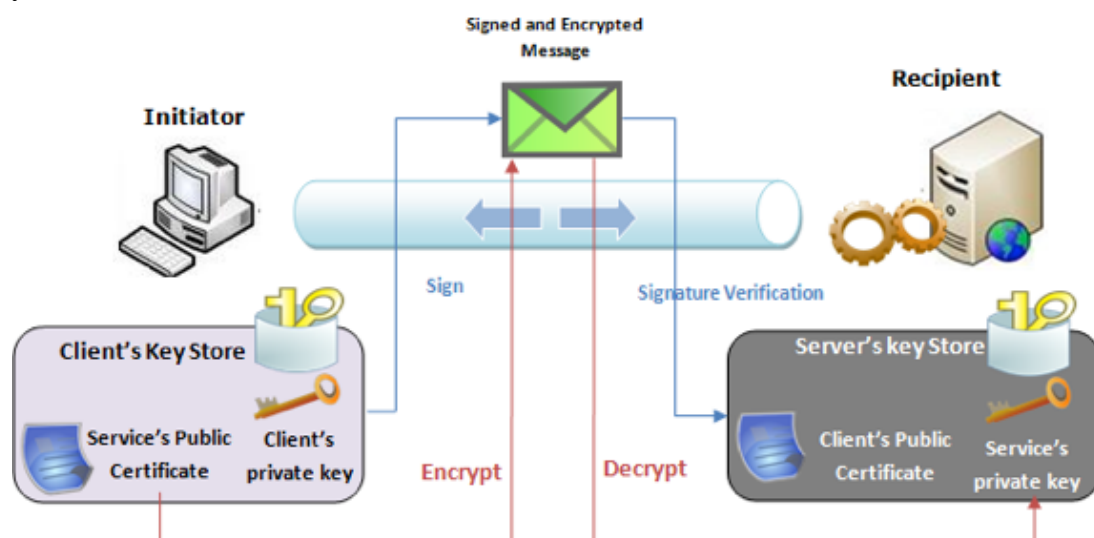 Signed and Encrypted
Message
Recipient
Initiator
Sign
Signature Verification
Client's Key Store
Service's Public
Certificate
Client's
private key
Encrypt
Decrypt
Server's key Store
Client's Public
Certificate
Service's
private key